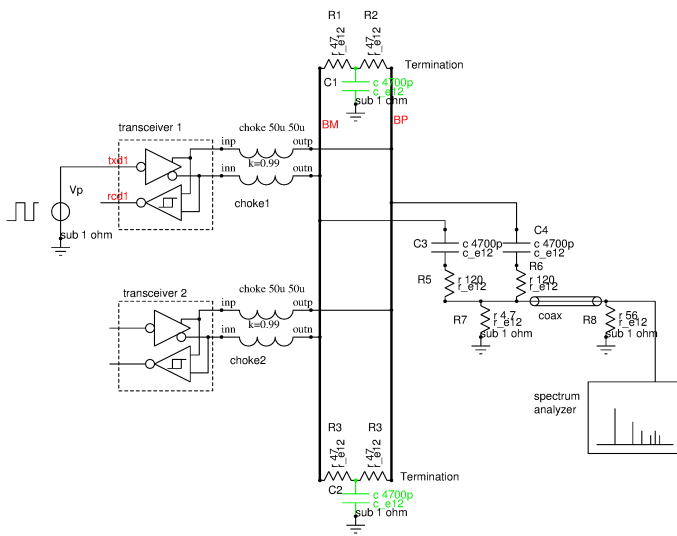 R1
R2
r 47
r_e12
r 47
r_e12
Termination
C1
c 4700p
c_e12
sub 1 ohm
BM
BP
transceiver 1
choke 50u 50u
txd1
inp
outp
k=0.99
inn
outn
rcd1
Vp
choke1
sub 1 ohm
C3
c 4700p
c_e12
C4
c 4700p
c_e12
R5
r 120
r_e12
R6
r 120
r_e12
transceiver 2
choke 50u 50u
inp
outp
k=0.99
inn
outn
choke2
R7
r 4.7
r_e12
sub 1 ohm
coax
R8
r 56
r_e12
sub 1 ohm
spectrum
analyzer
R3
R3
r 47
r_e12
r 47
r_e12
Termination
C2
c 4700p
c_e12
sub 1 ohm